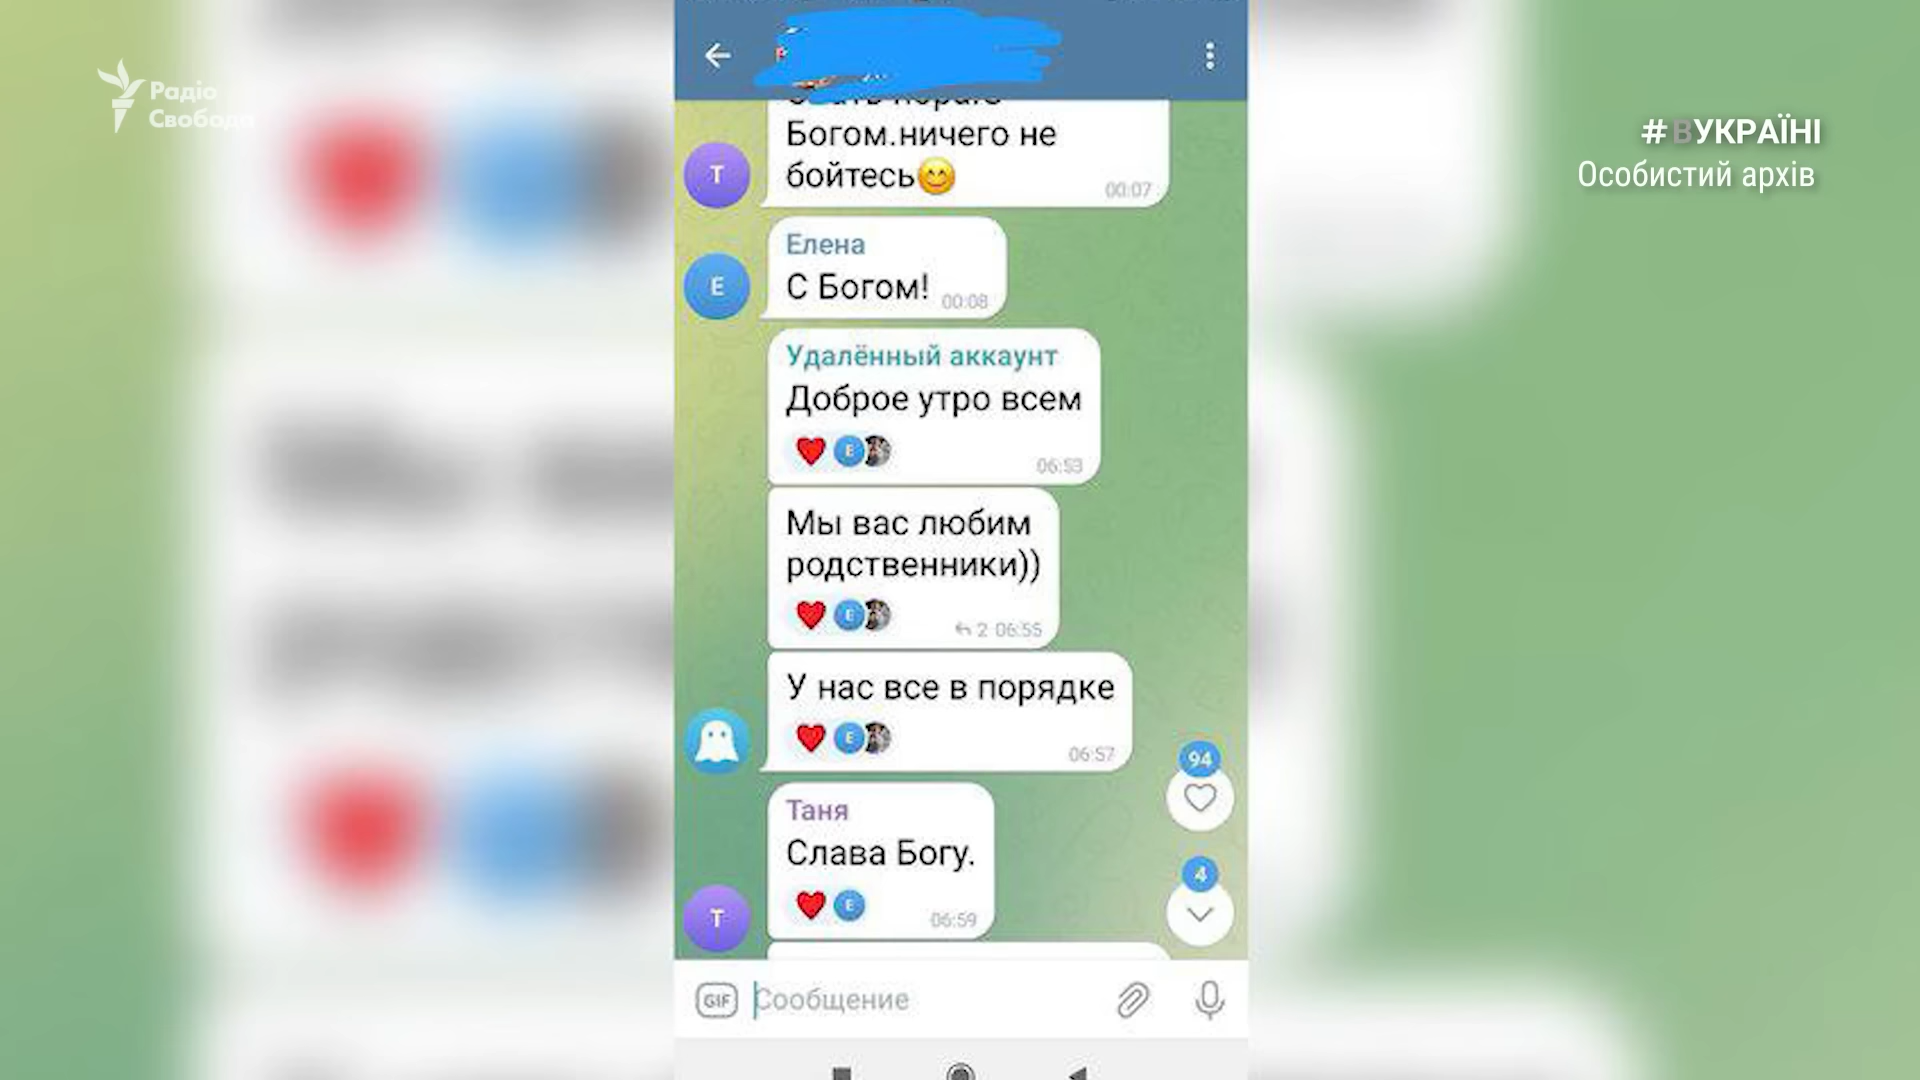 Радіо
Свобода
# ВУКРАЇНІ
Особистий архів
Богом.ничего не
бойтесь😊
00:07
Т
Елена
С Богом! 00:08
Е
Удалённый аккаунт
Доброе утро всем
Е
06:53
Мы вас любим
родственники))
Е
2 06:55
У нас все в порядке
Е
06:57
94
Таня
Слава Богу.
Е
06:59
Т
4
GIF Сообщение